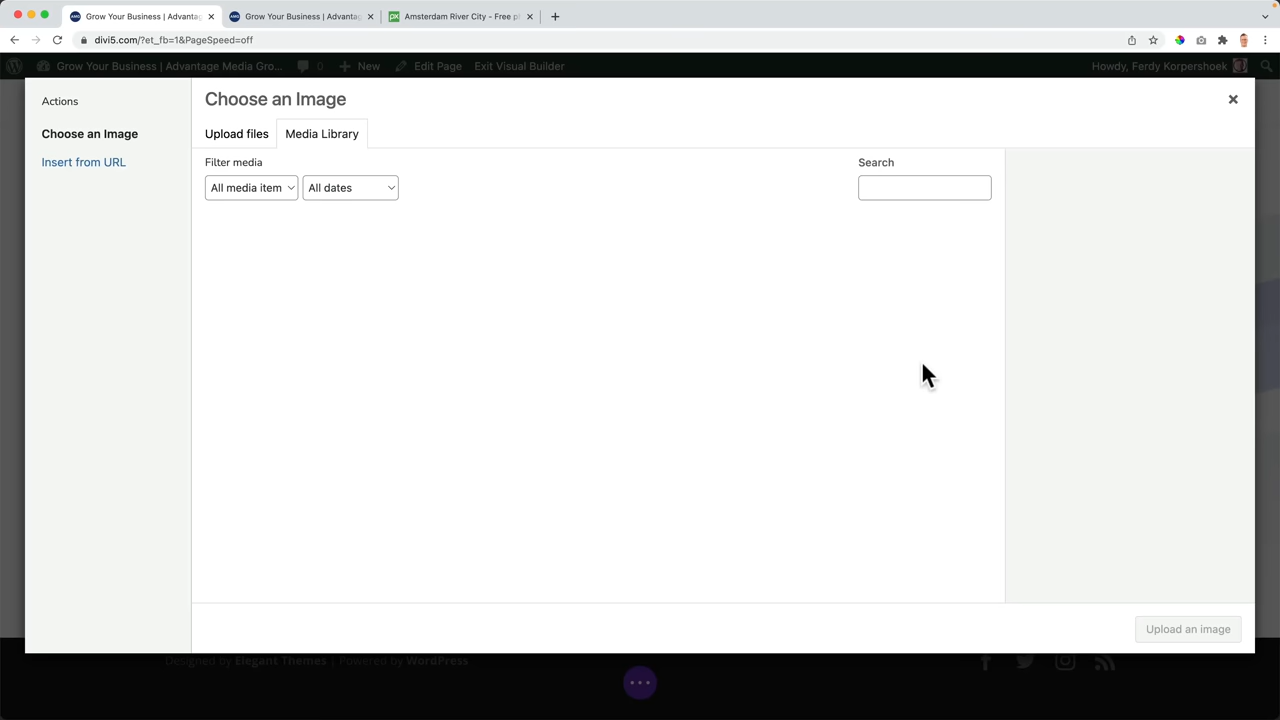 Grow Your Business | Advantag
Grow Your Business | Advantag
Amsterdam River City - Free p
divi5.com/?et_fb=1&PageSpeed=off
Grow Your Business | Advantage Media Gro...
0
New
Edit Page
Exit Visual Builder
Howdy, Ferdy Korpershoek
Actions
Choose an Image
Insert from URL
Choose an Image
Upload files
Media Library
Filter media
All media item
All dates
Search
Upload an image
Designed by Elegant Themes | Powered by WordPress